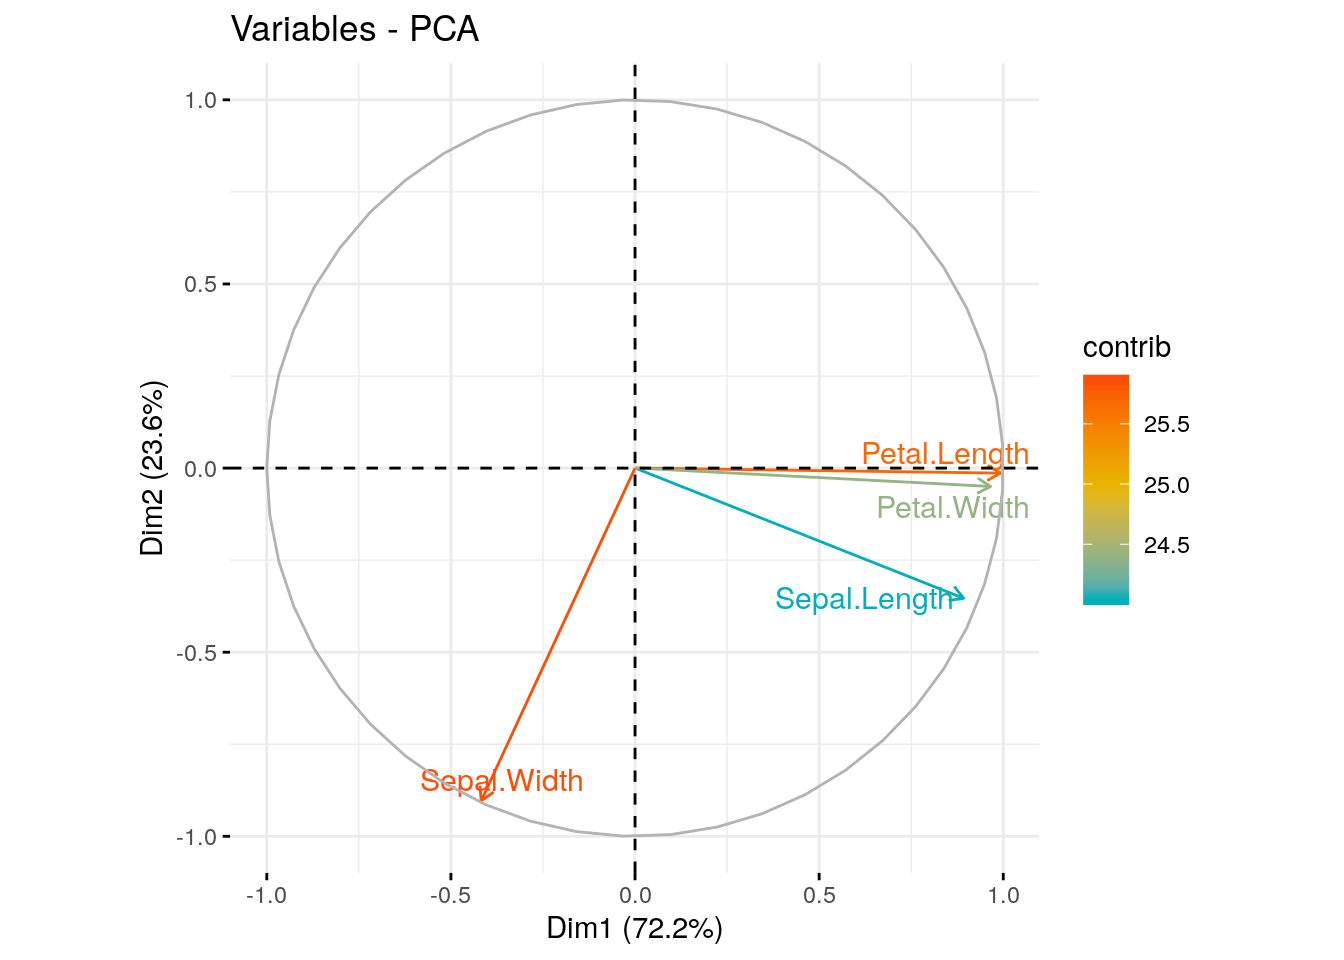 Variables - PCA
Dim2 (23.6%)
1.0
0.5
0.0
-0.5
-1.0
Petal.Length
Petal.Width
Sepal.Length
Sepal.Width
-1.0
-0.5
0.0
0.5
1.0
Dim1 (72.2%)
contrib
25.5
25.0
24.5